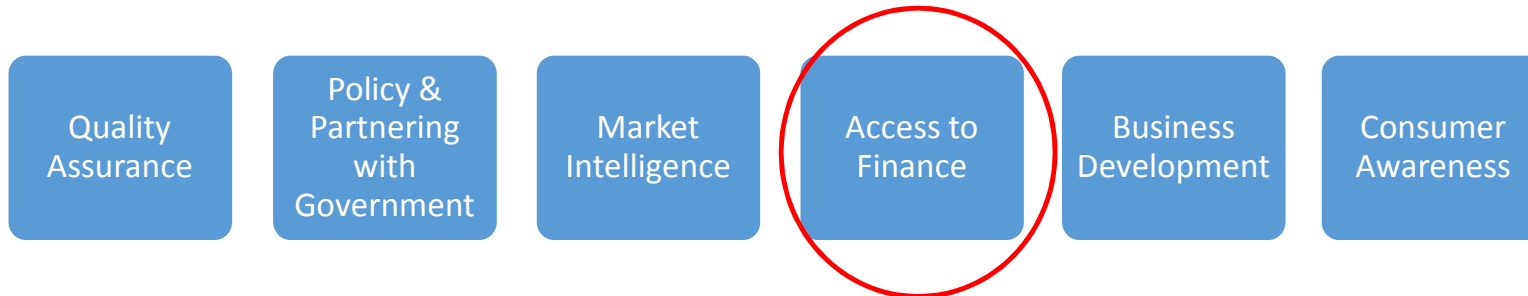 Quality
Assurance
Policy &
Partnering
with
Government
Market
Intelligence
Access to
Finance
Business
Development
Consumer
Awareness